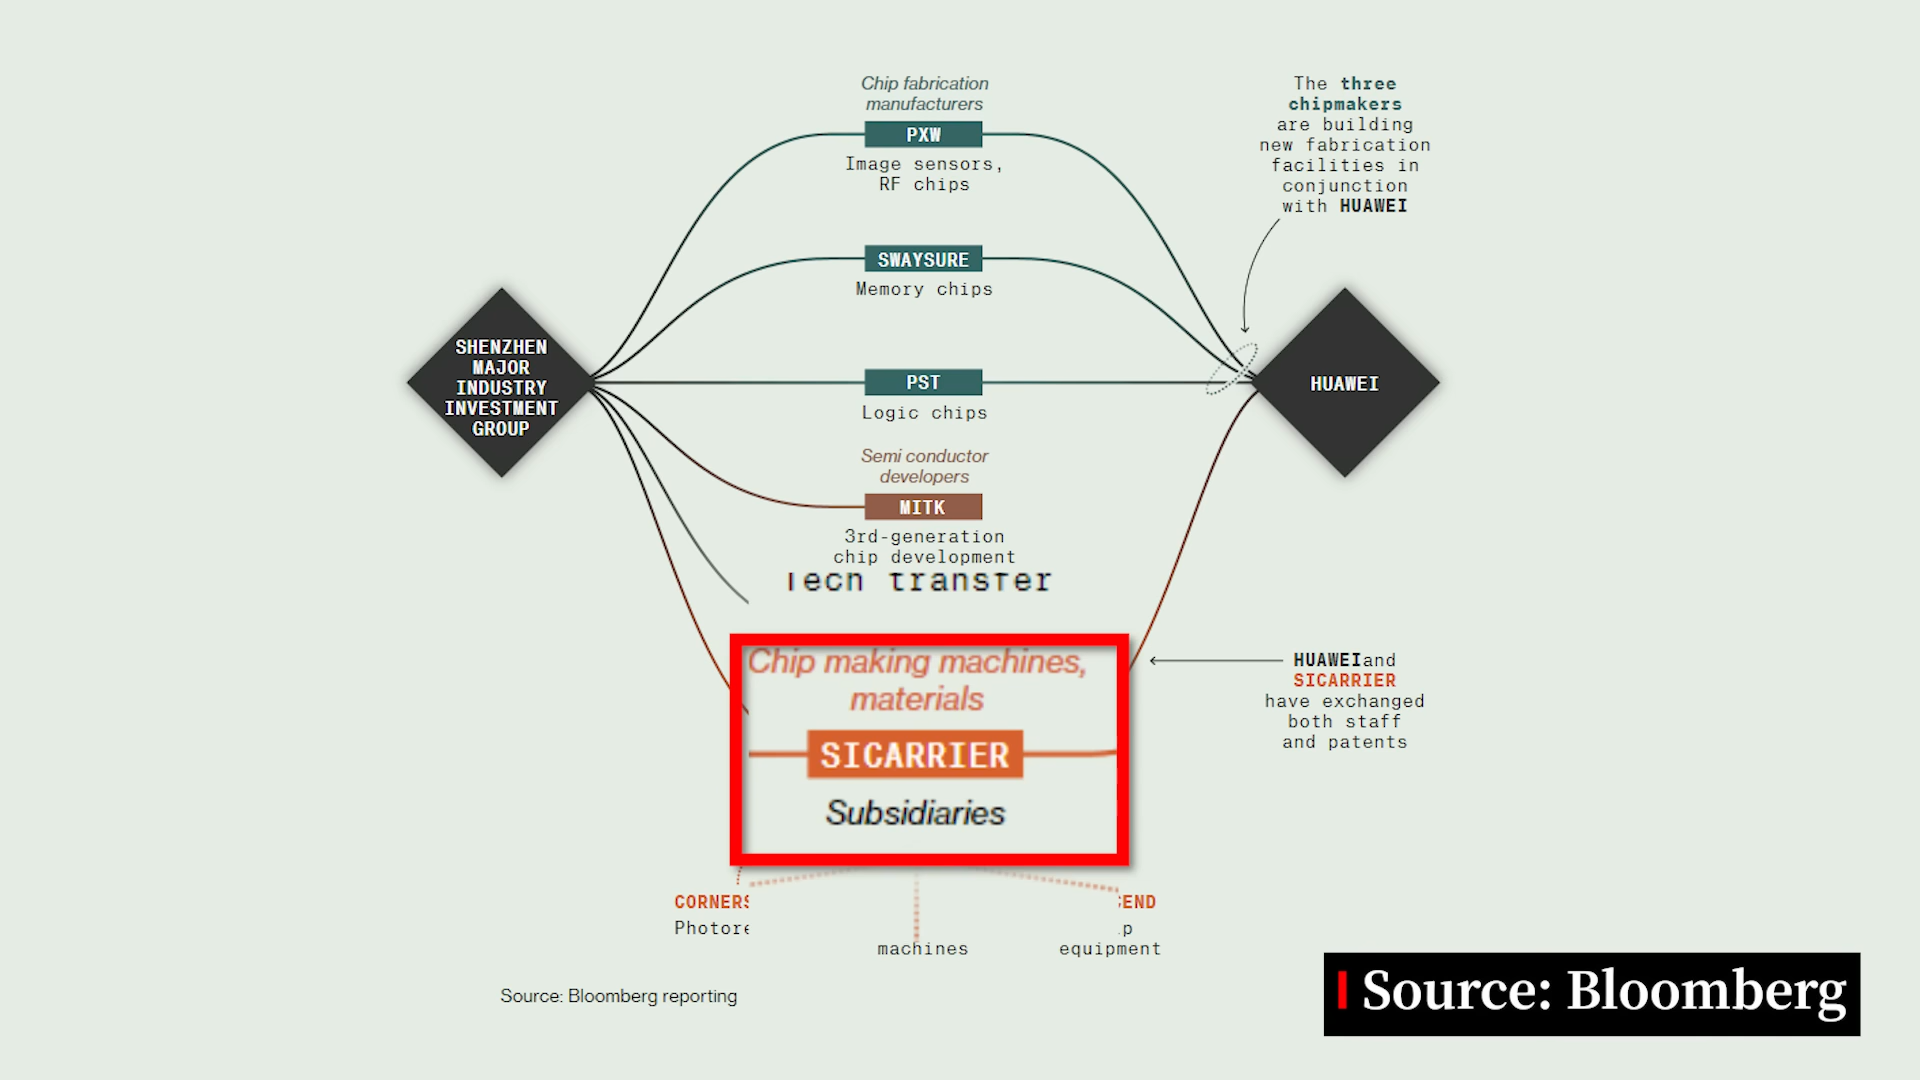 Chip fabrication
manufacturers
PXW
Image sensors,
RF chips
The three
chipmakers
are building
new fabrication
facilities in
conjunction
with HUAWEI
SWAYSURE
Memory chips
SHENZHEN
MAJOR
INDUSTRY
INVESTMENT
GROUP
PST
Logic chips
HUAWEI
Semi conductor
developers
MITK
3rd-generation
chip development
Tech transfer
Chip making machines,
materials
SICARRIER
Subsidiaries
HUAWEIand
SICARRIER
have exchanged
both staff
and patents
machines
equipment
Source: Bloomberg reporting
Source: Bloomberg